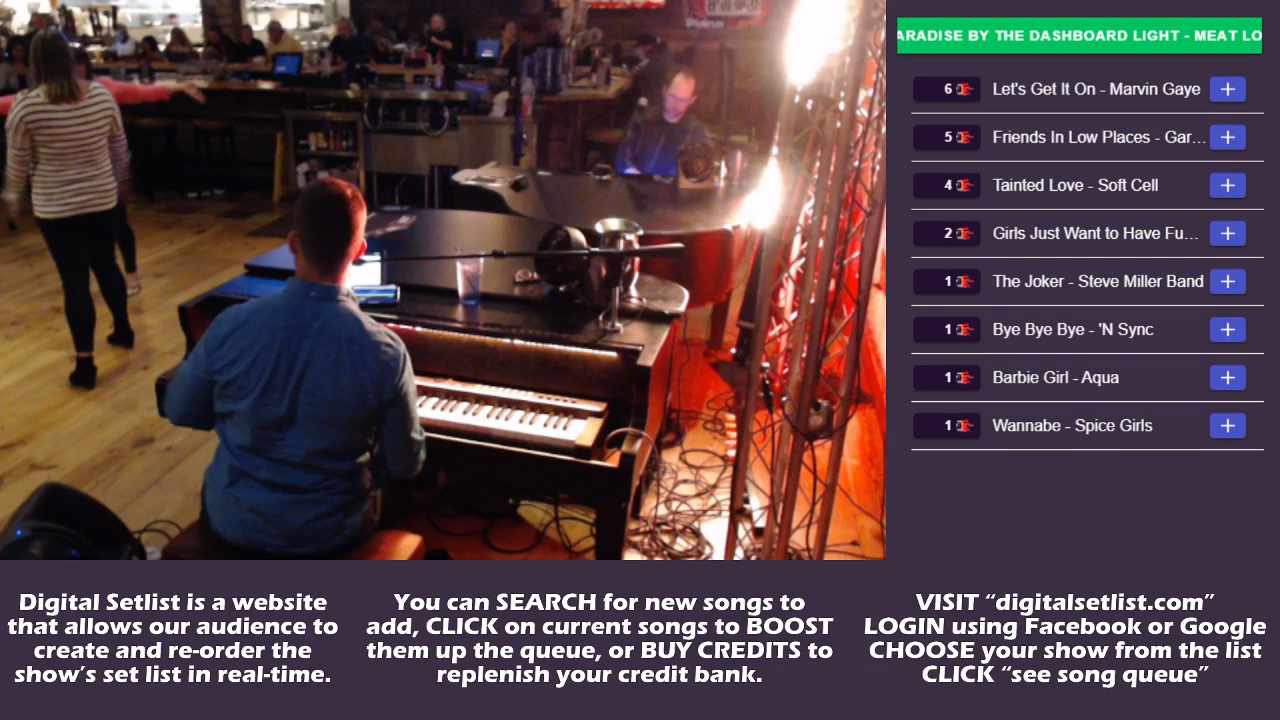 ARADISE BY THE DASHBOARD LIGHT - MEAT LO
6 Let's Get It On - Marvin Gaye +
5 Friends In Low Places - Gar... +
4 Tainted Love - Soft Cell +
2 Girls Just Want to Have Fu... +
1 The Joker - Steve Miller Band +
1 Bye Bye Bye - 'N Sync +
1 Barbie Girl - Aqua +
1 Wannabe - Spice Girls +
Digital Setlist is a website
that allows our audience to
create and re-order the
show's set list in real-time.
You can SEARCH for new songs to
add, CLICK on current songs to BOOST
them up the queue, or BUY CREDITS to
replenish your credit bank.
VISIT “digitalsetlist.com”
LOGIN using Facebook or Google
CHOOSE your show from the list
CLICK “see song queue”